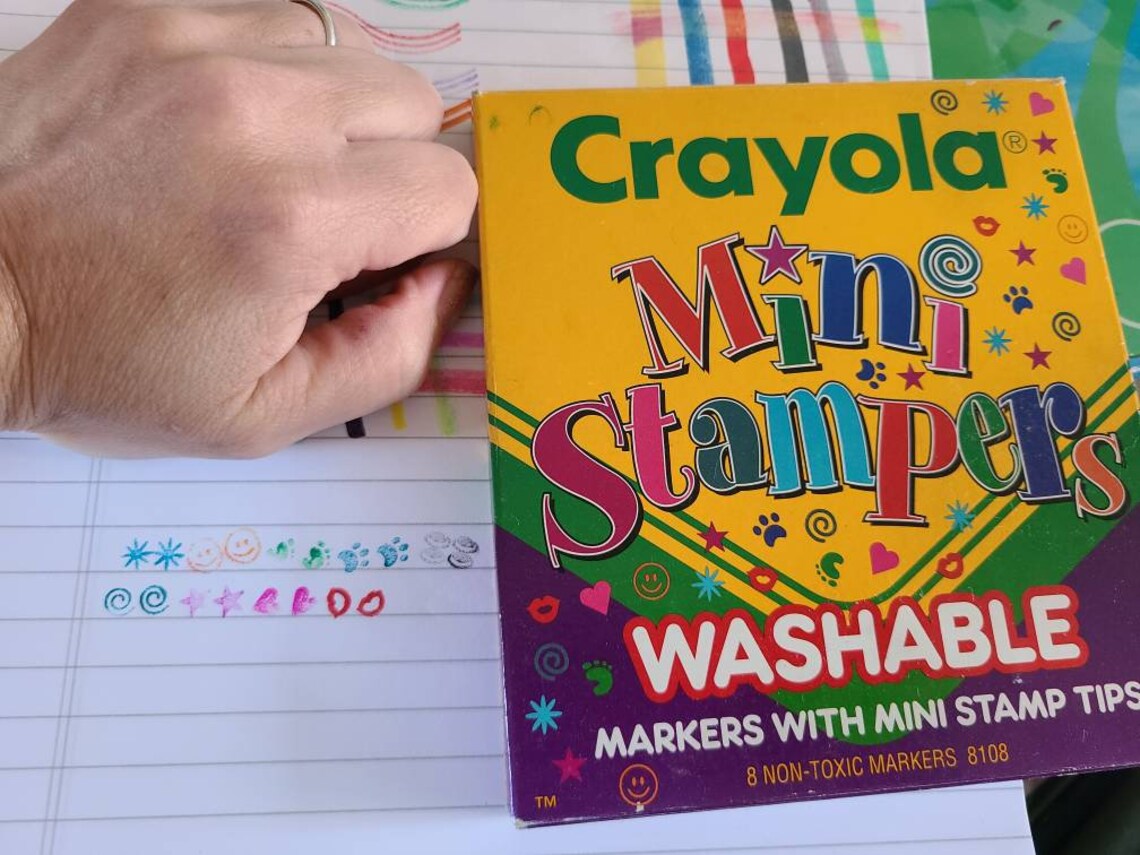 Crayola®
Mini
Stampers
WASHABLE
MARKERS WITH MINI STAMP TIPS
8 NON-TOXIC MARKERS 8108
TM